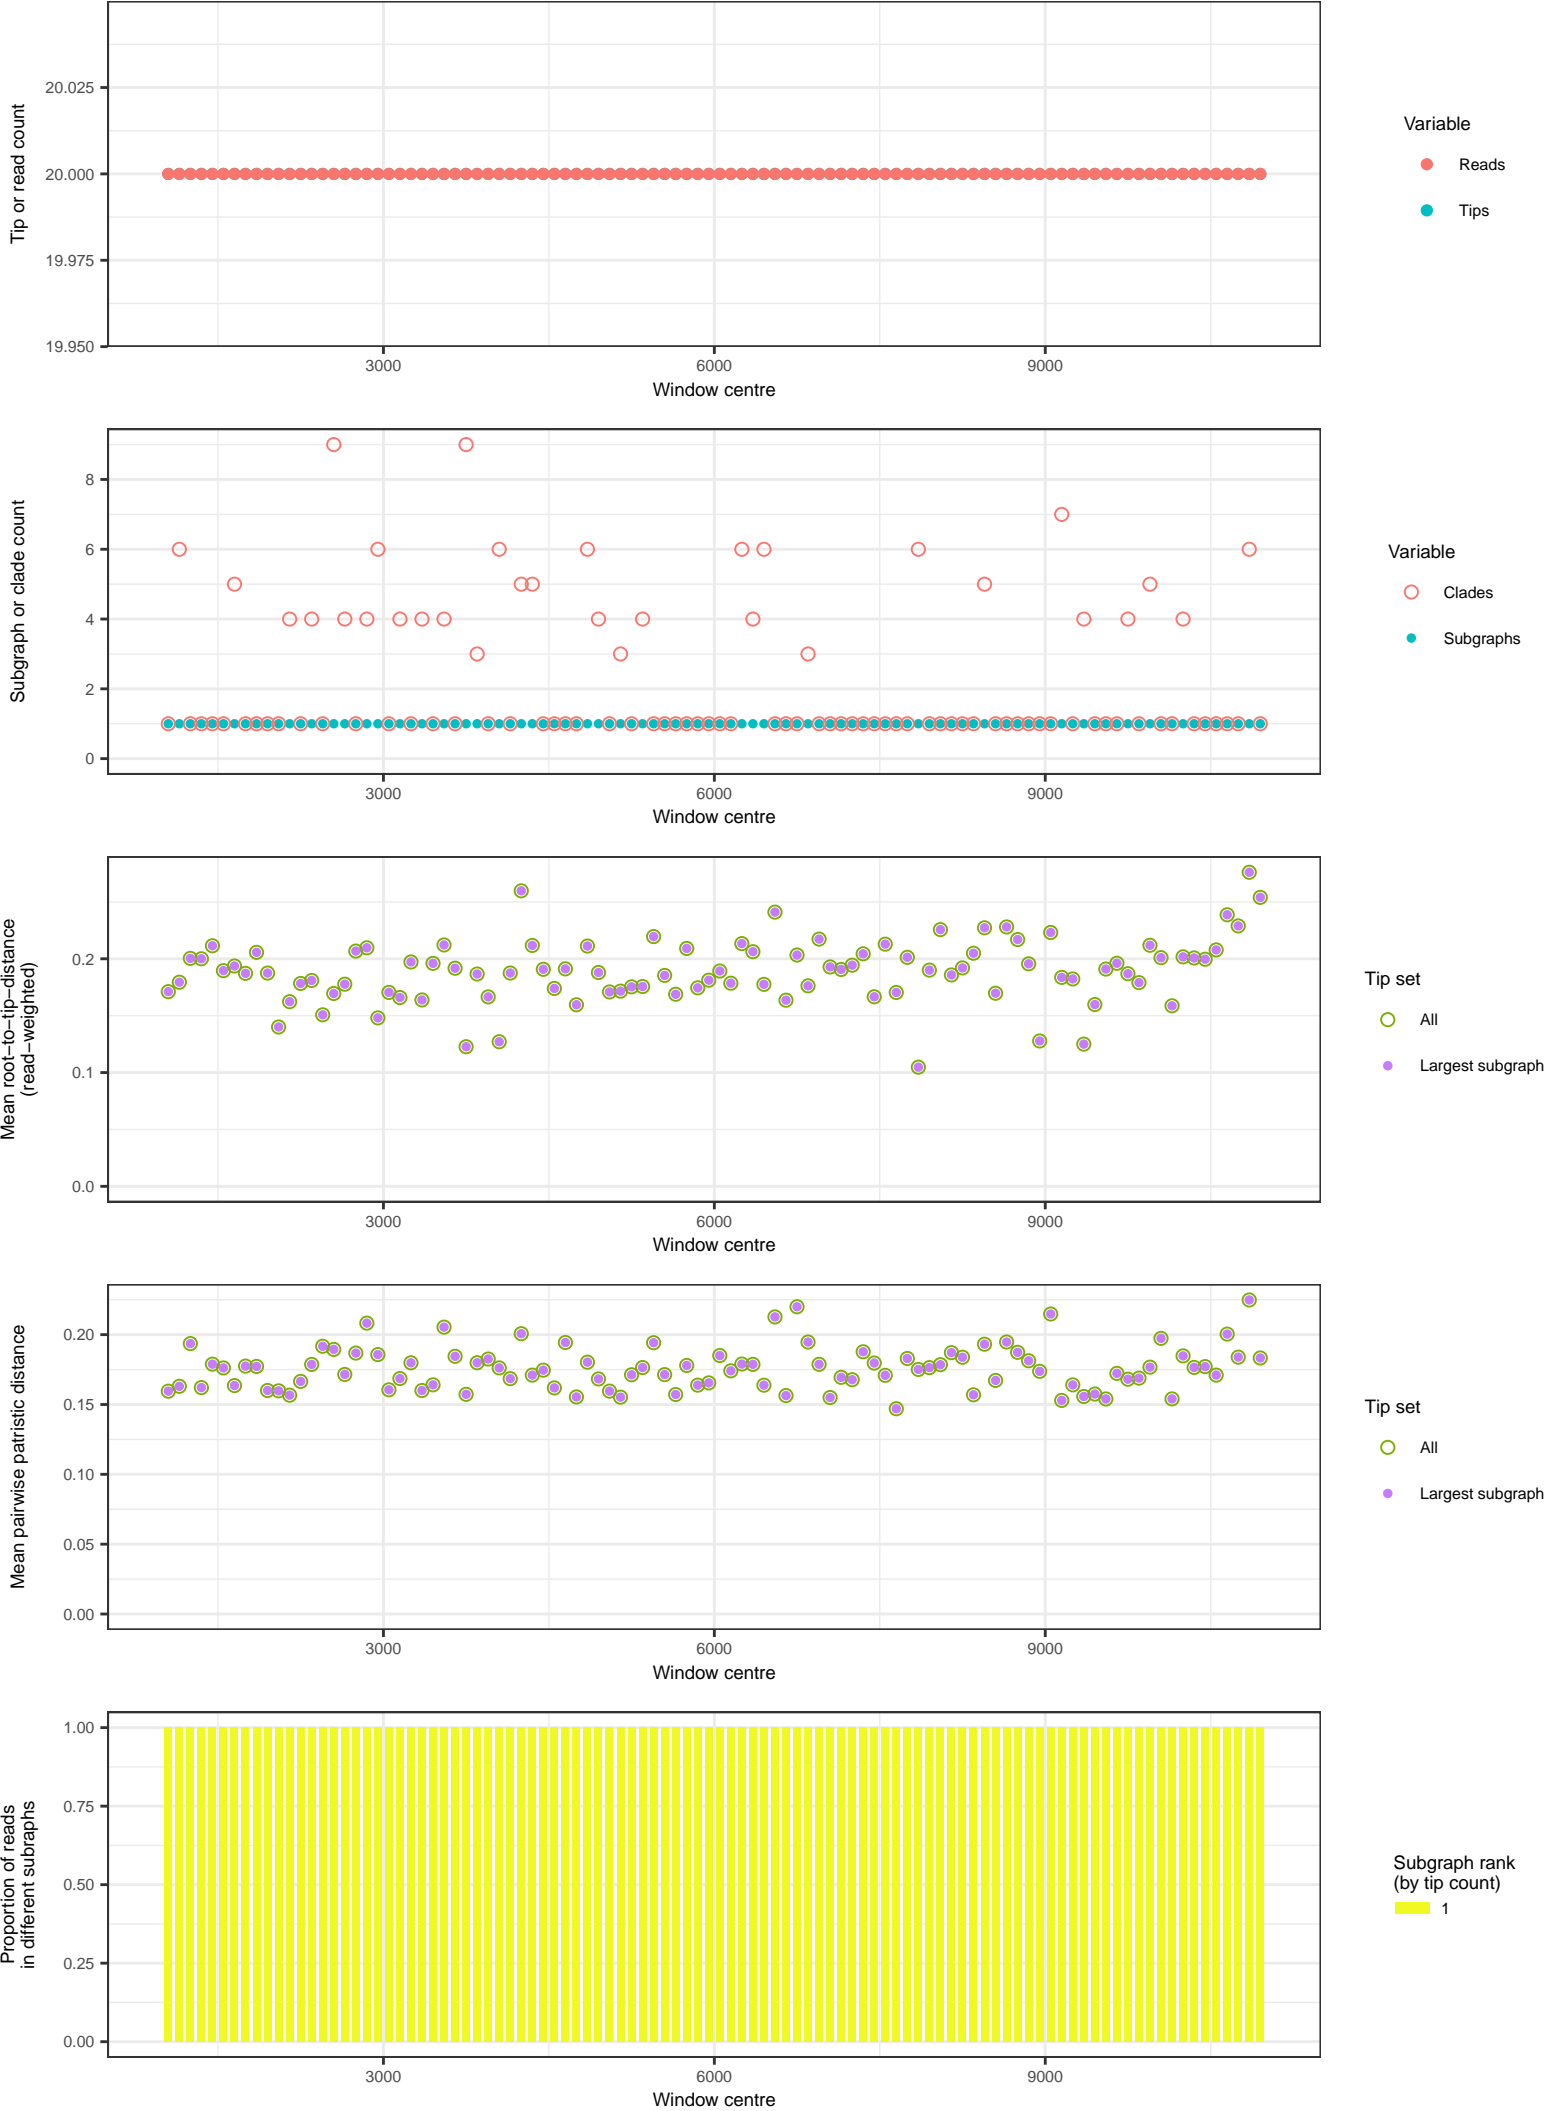 20.025
20.000
19.975
19.950
Tip or read count
3000
6000
9000
Window centre
Variable
Reads
Tips
8
6
4
2
0
Subgraph or clade count
3000
6000
9000
Window centre
Variable
Clades
Subgraphs
0.2
0.1
0.0
Mean root−to−tip−distance
(read−weighted)
3000
6000
9000
Window centre
Tip set
All
Largest subgraph
0.20
0.15
0.10
0.05
0.00
Mean pairwise patristic distance
3000
6000
9000
Window centre
Tip set
All
Largest subgraph
1.00
0.75
0.50
0.25
0.00
Proportion of reads
in different subraphs
3000
6000
9000
Window centre
Subgraph rank
(by tip count)
1